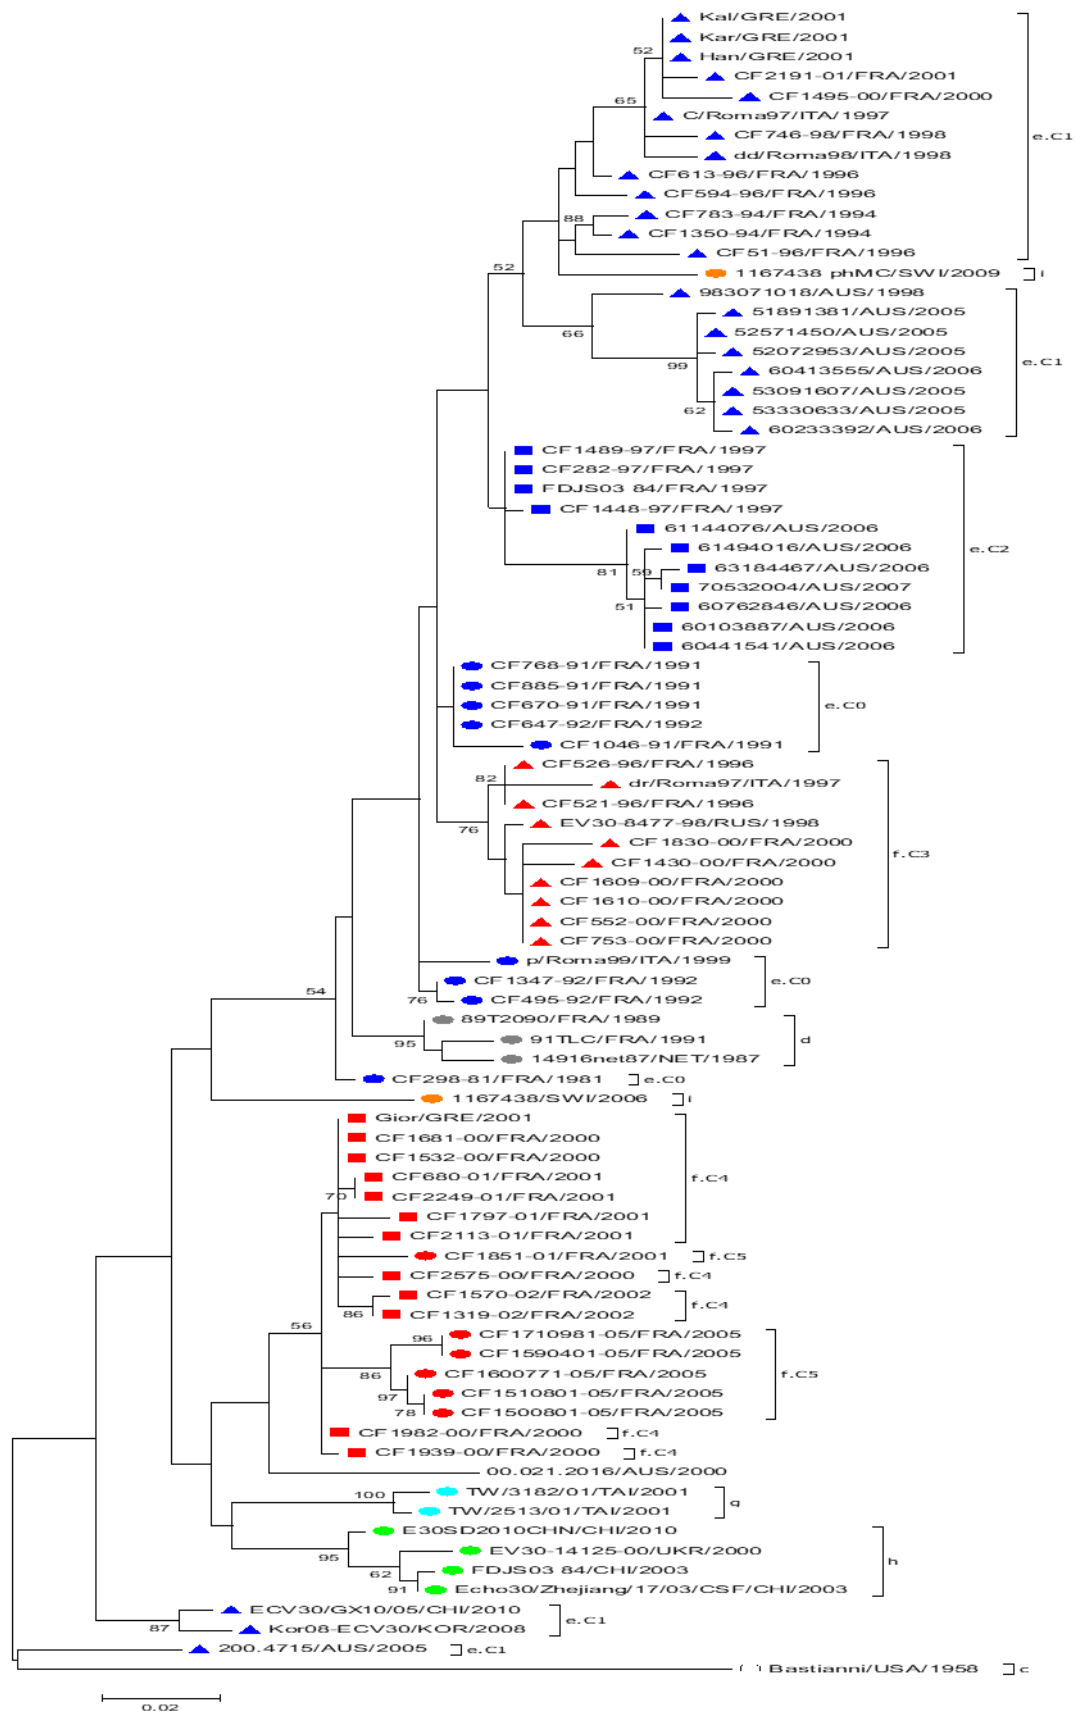 Kal/GRE/2001
Kar/GRE/2001
52
Han/GRE/2001
CF2191-01/FRA/2001
CF1495-00/FRA/2000
65
C/Roma97/ITA/1997
CF746-98/FRA/1998
e.C1
dd/Roma98/ITA/1998
CF613-96/FRA/1996
CF594-96/FRA/1996
CF783-94/FRA/1994
88
CF1350-94/FRA/1994
CF51-96/FRA/1996
52
1167438 phMC/SWI/2009
i
983071018/AUS/1998
51891381/AUS/2005
66
52571450/AUS/2005
52072953/AUS/2005
e.C1
99
60413555/AUS/2006
53091607/AUS/2005
62
53330633/AUS/2005
60233392/AUS/2006
CF1489-97/FRA/1997
CF282-97/FRA/1997
FDJS03 84/FRA/1997
CF1448-97/FRA/1997
61144076/AUS/2006
61494016/AUS/2006
e.C2
81
59
63184467/AUS/2006
70532004/AUS/2007
51
60762846/AUS/2006
60103887/AUS/2006
60441541/AUS/2006
CF768-91/FRA/1991
CF885-91/FRA/1991
CF670-91/FRA/1991
e.C0
CF647-92/FRA/1992
CF1046-91/FRA/1991
CF526-96/FRA/1996
82
dr/Roma97/ITA/1997
CF521-96/FRA/1996
76
EV30-8477-98/RUS/1998
CF1830-00/FRA/2000
f.C3
CF1430-00/FRA/2000
CF1609-00/FRA/2000
CF1610-00/FRA/2000
CF552-00/FRA/2000
CF753-00/FRA/2000
p/Roma99/ITA/1999
CF1347-92/FRA/1992
e.C0
54
76
CF495-92/FRA/1992
89T2090/FRA/1989
95
91TLC/FRA/1991
d
14916net87/NET/1987
CF298-81/FRA/1981
e.C0
1167438/SWI/2006
i
Gior/GRE/2001
CF1681-00/FRA/2000
CF1532-00/FRA/2000
CF680-01/FRA/2001
f.C4
70
CF2249-01/FRA/2001
CF1797-01/FRA/2001
CF2113-01/FRA/2001
CF1851-01/FRA/2001
f.C5
CF2575-00/FRA/2000
f.C4
CF1570-02/FRA/2002
f.C4
86
CF1319-02/FRA/2002
56
CF1710981-05/FRA/2005
96
CF1590401-05/FRA/2005
86
CF1600771-05/FRA/2005
f.C5
97
CF1510801-05/FRA/2005
78
CF1500801-05/FRA/2005
CF1982-00/FRA/2000
f.C4
CF1939-00/FRA/2000
f.C4
00.021.2016/AUS/2000
TW/3182/01/TAI/2001
100
g
TW/2513/01/TAI/2001
E30SD2010CHN/CHI/2010
95
EV30-14125-00/UKR/2000
h
62
FDJS03 84/CHI/2003
91
Echo30/Zhejiang/17/03/CSF/CHI/2003
ECV30/GX10/05/CHI/2010
e.C1
87
Kor08-ECV30/KOR/2008
200.4715/AUS/2005
e.C1
Bastianni/USA/1958
c
0.02